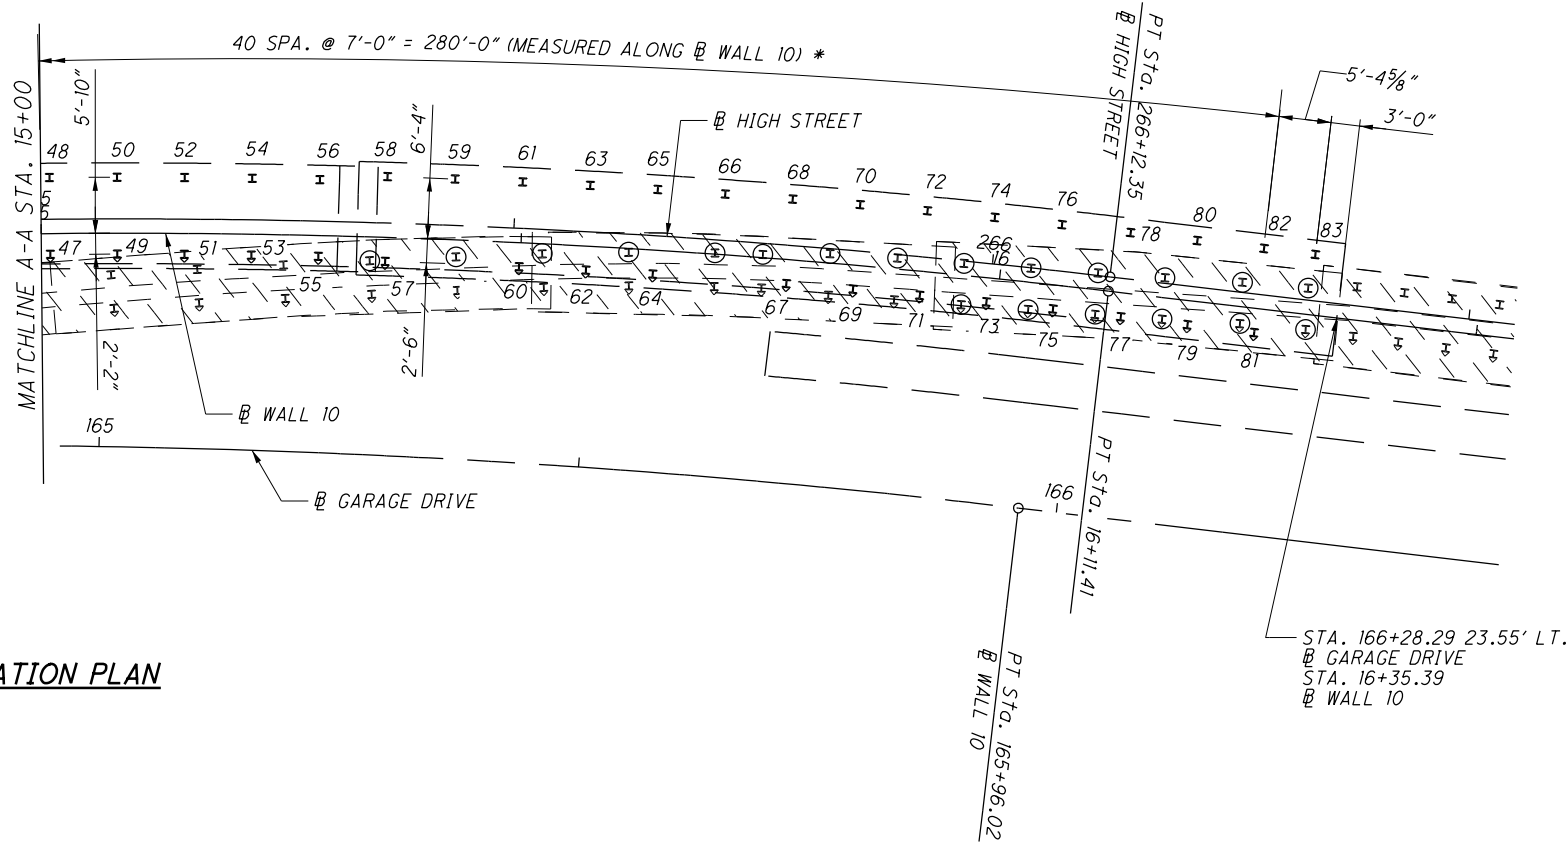 40 SPA. @ 7'-0" = 280'-0" (MEASURED ALONG ⅊ WALL 10) *
5'-4⅝"
3'-0"
PT Sta. 266+12.35
⅊ HIGH STREET
5'-10"
6'-4"
⅊ HIGH STREET
MATCHLINE A-A STA. 15+00
48 50 52 54 56 58 59 61 63 65 66 68 70 72 74 76 78 80 82 83
5
6
47 49 51 53 55 57 60 62 64 67 69 71 73 75 77 79 81
266
16
2'-2"
2'-9"
⅊ WALL 10
165
⅊ GARAGE DRIVE
166
PT Sta. 16+11.41
PT Sta. 165+96.02
⅊ WALL 10
STA. 166+28.29 23.55' LT.
⅊ GARAGE DRIVE
STA. 16+35.39
⅊ WALL 10
ATION PLAN